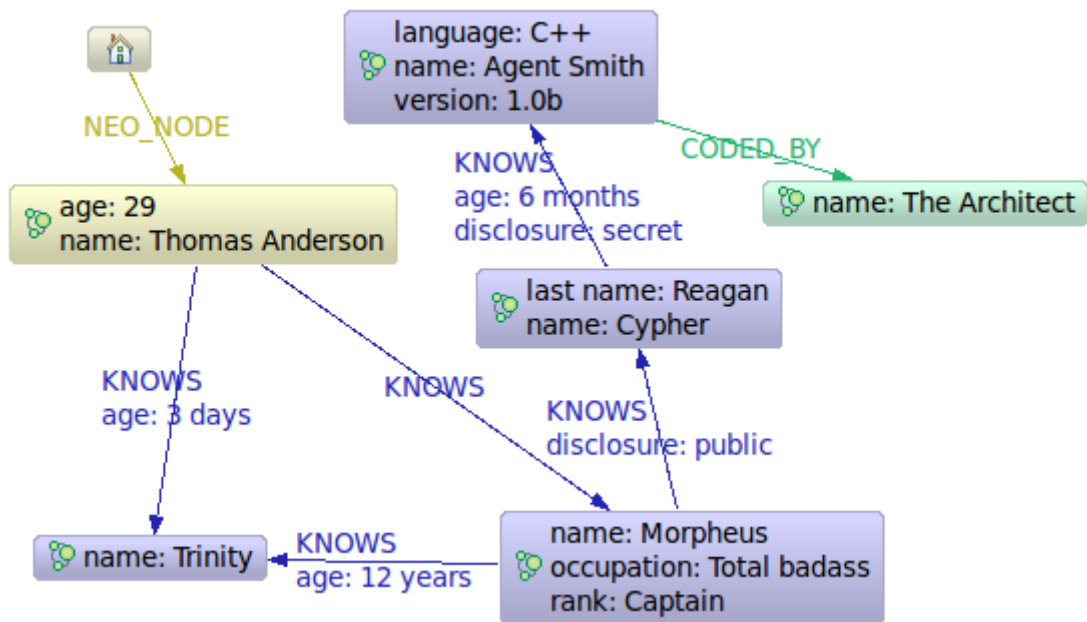 language: C++
name: Agent Smith
version: 1.0b
NEO_NODE
CODED_BY
KNOWS
age: 6 months
disclosure: secret
age: 29
name: Thomas Anderson
name: The Architect
last name: Reagan
name: Cypher
KNOWS
age: 3 days
KNOWS
KNOWS
disclosure: public
name: Trinity
KNOWS
age: 12 years
name: Morpheus
occupation: Total badass
rank: Captain